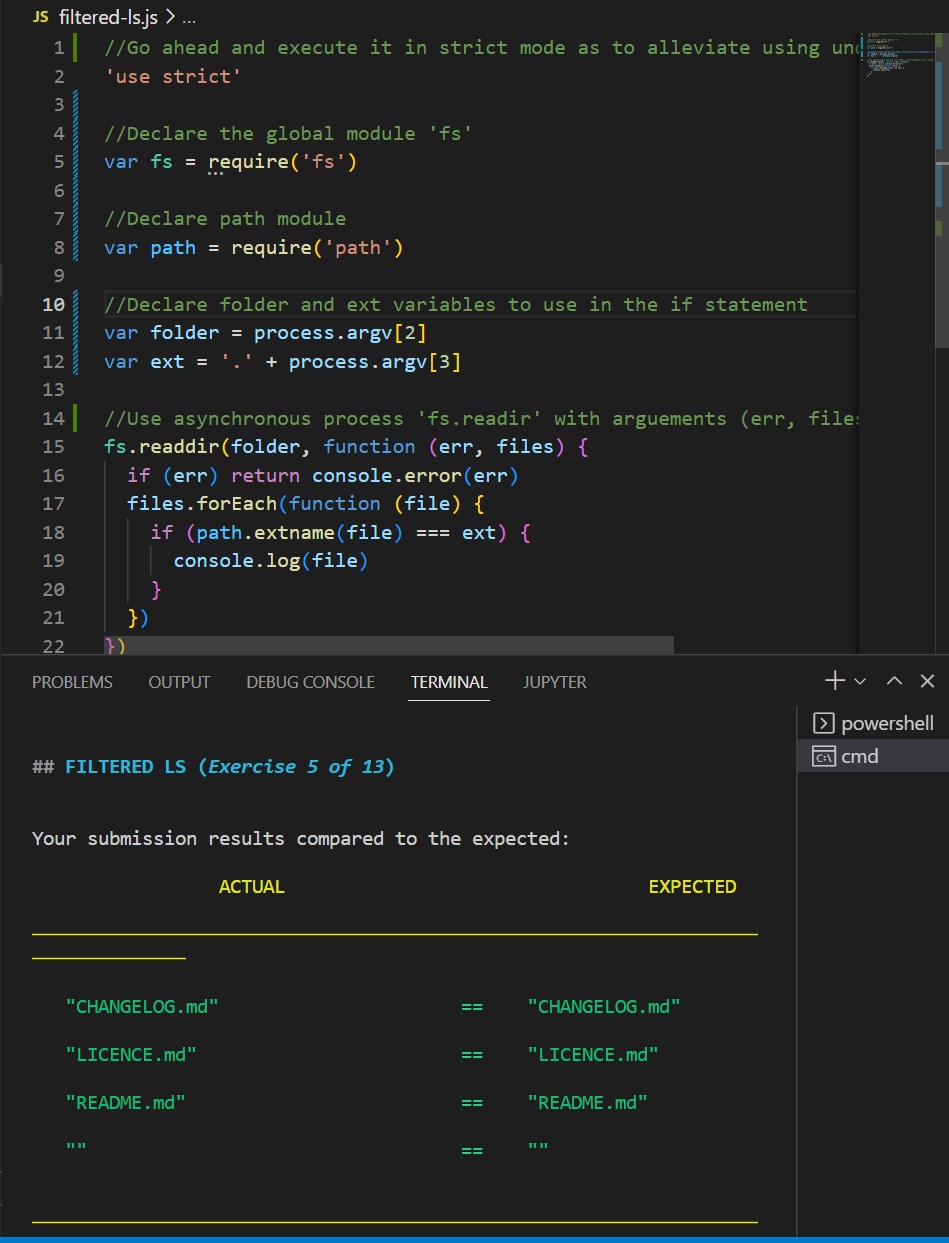 JS filtered-ls.js > ...
1 //Go ahead and execute it in strict mode as to alleviate using
2 'use strict'
3
4 //Declare the global module 'fs'
5 var fs = require('fs')
6
7 //Declare path module
8 var path = require('path')
9
10 //Declare folder and ext variables to use in the if statement
11 var folder = process.argv[2]
12 var ext = '.' + process.argv[3]
13
14 //Use asynchronous process 'fs.readir' with arguements (err, files
15 fs.readdir(folder, function (err, files) {
16 if (err) return console.error(err)
17 files.forEach(function (file) {
18 if (path.extname(file) === ext) {
19 console.log(file)
20 }
21 })
22 })
PROBLEMS OUTPUT DEBUG CONSOLE TERMINAL JUPYTER
powershell
cmd
## FILTERED LS (Exercise 5 of 13)
Your submission results compared to the expected:
ACTUAL EXPECTED
"CHANGELOG.md" == "CHANGELOG.md"
"LICENCE.md" == "LICENCE.md"
"README.md" == "README.md"
"" == ""